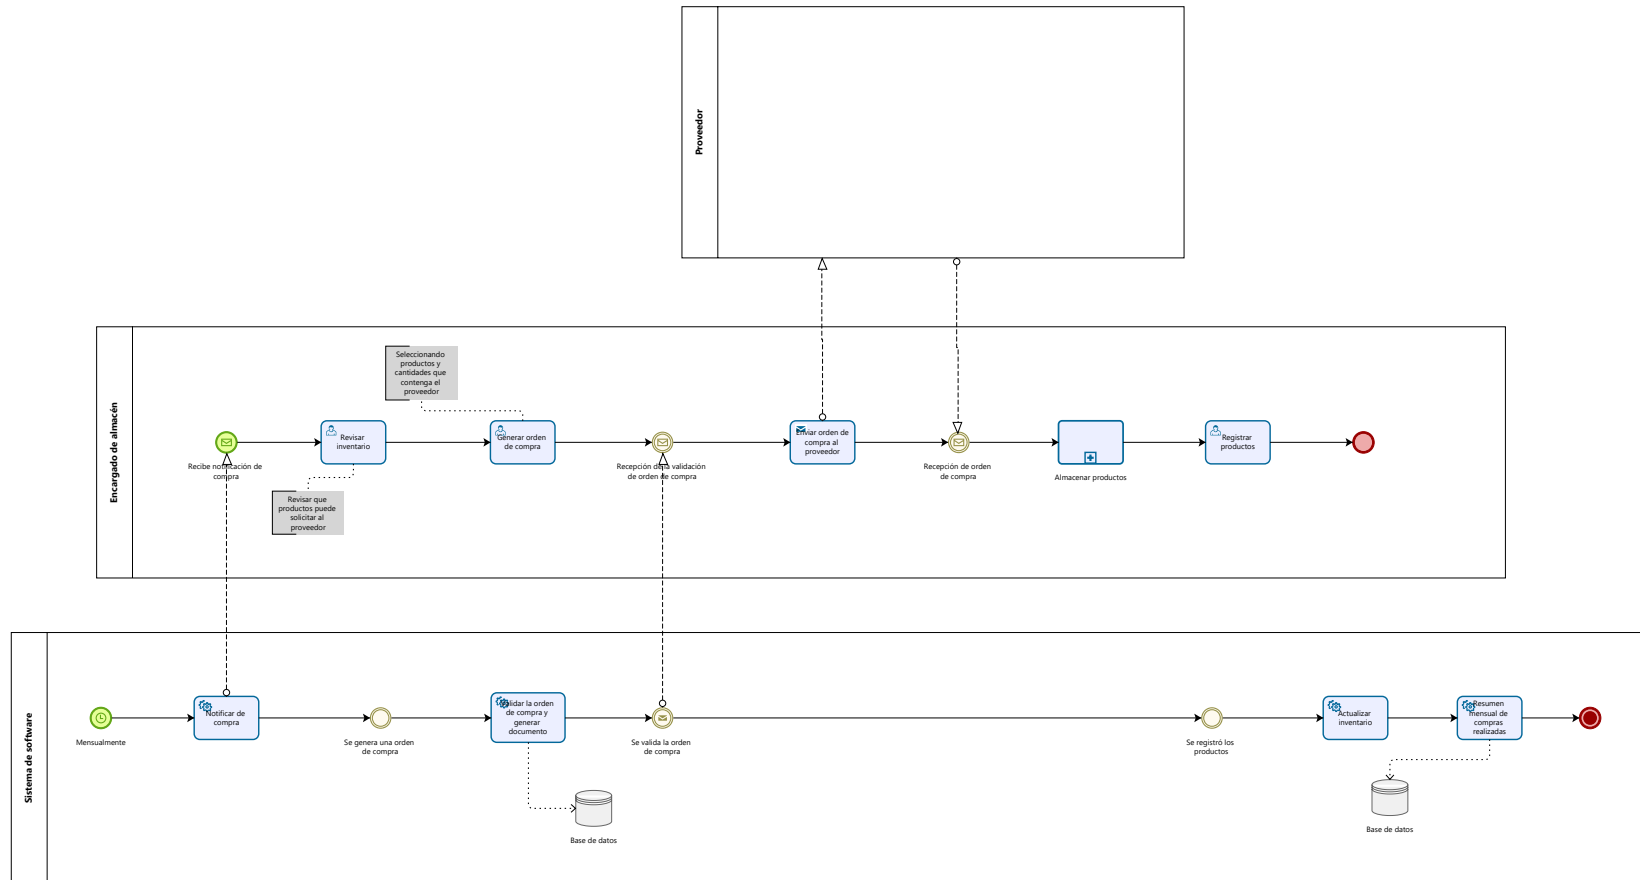 Proveedor
Encargado de almacén
Seleccionando
productos y
cantidades que
contenga el
proveedor
Recibe notificación de
compra
Revisar
inventario
Revisar que
productos puede
solicitar al
proveedor
Generar orden
de compra
Recepción de la validación
de orden de compra
Enviar orden de
compra al
proveedor
Recepción de orden
de compra
Almacenar productos
Registrar
productos
Sistema de software
Mensualmente
Notificar de
compra
Se genera una orden
de compra
Validar la orden
de compra y
generar
documento
Base de datos
Se valida la orden
de compra
Se registró los
productos
Actualizar
inventario
Resumen
mensual de
compras
realizadas
Base de datos